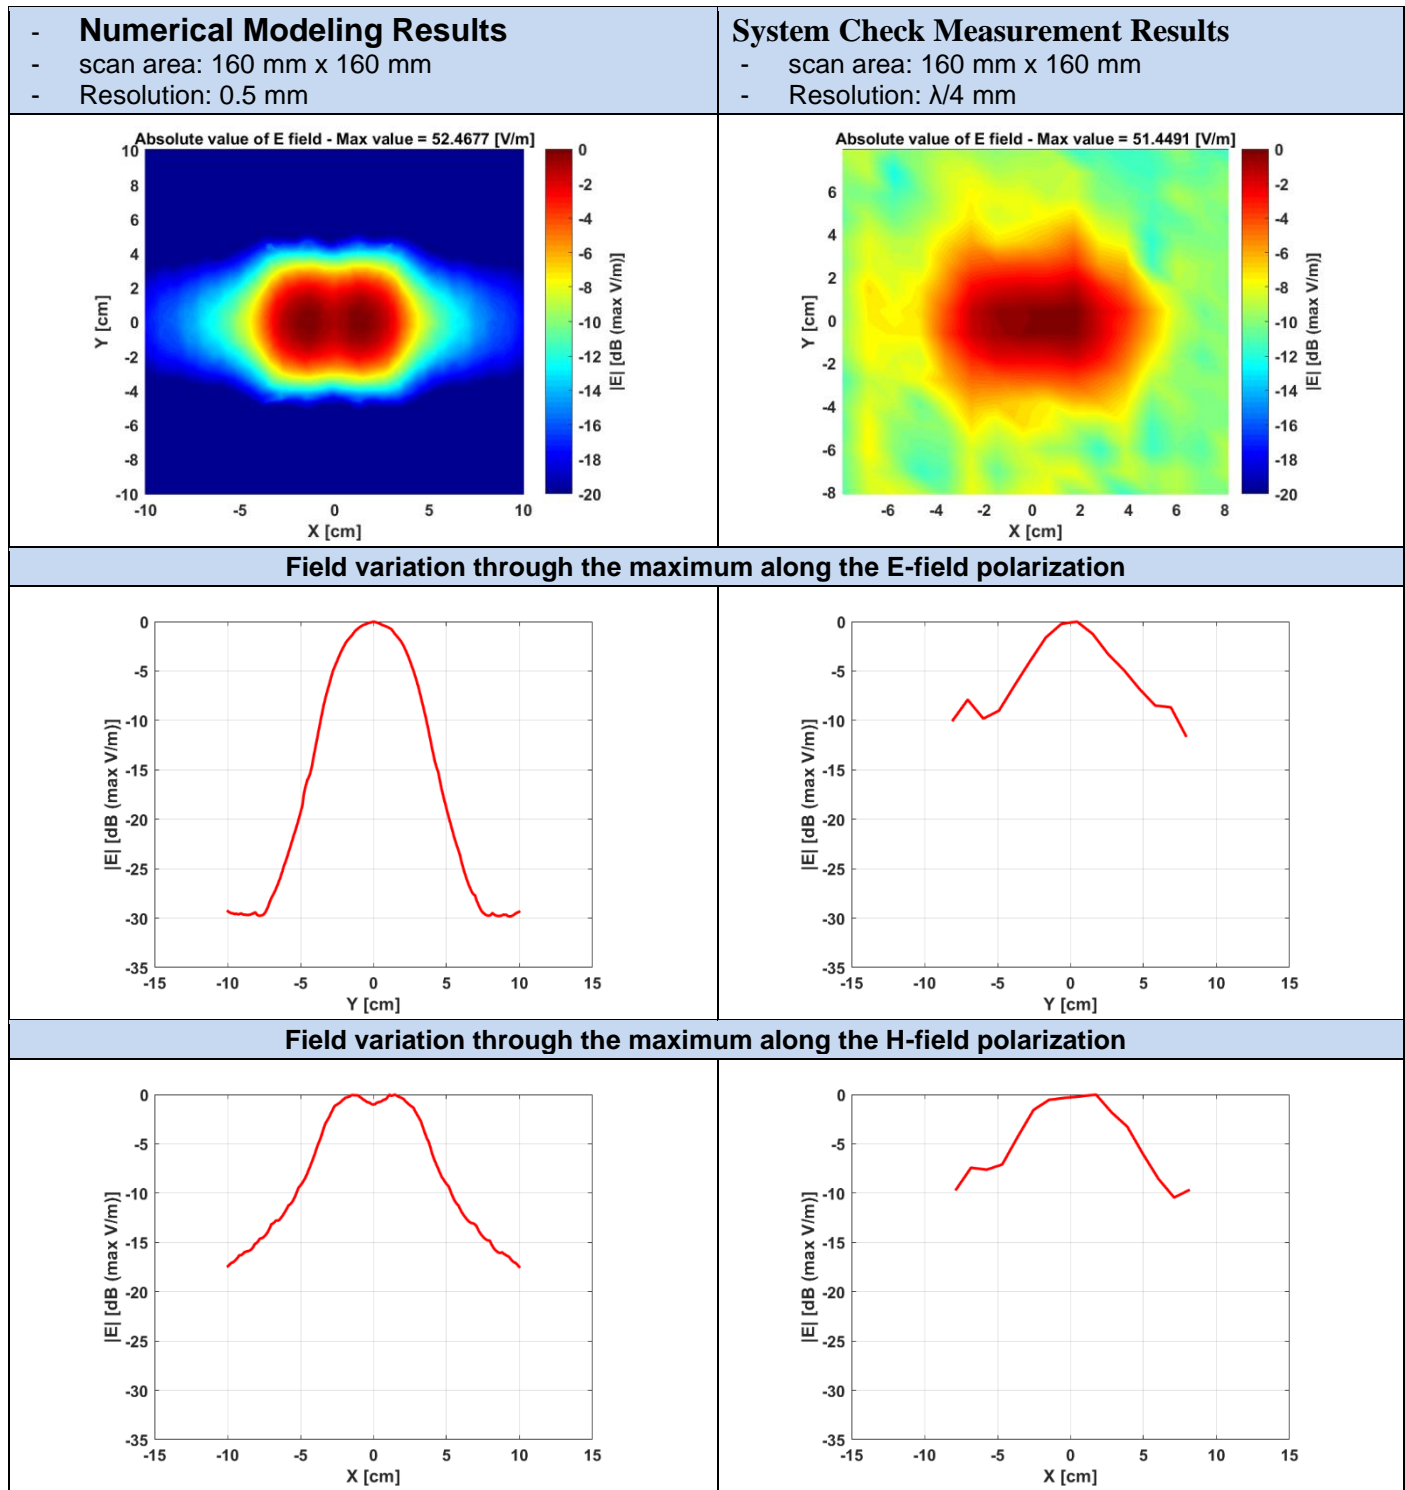 - Numerical Modeling Results
- scan area: 160 mm x 160 mm
- Resolution: 0.5 mm
System Check Measurement Results
- scan area: 160 mm x 160 mm
- Resolution: λ/4 mm
Absolute value of E field - Max value = 52.4677 [V/m]
10
8
6
4
2
0
-2
-4
-6
-8
-10
Y [cm]
-10 -5 0 5 10
X [cm]
0
-2
-4
-6
-8
-10
-12
-14
-16
-18
-20
|E| [dB (max V/m)]
Absolute value of E field - Max value = 51.4491 [V/m]
6
4
2
0
-2
-4
-6
-8
Y [cm]
-6 -4 -2 0 2 4 6 8
X [cm]
0
-2
-4
-6
-8
-10
-12
-14
-16
-18
-20
|E| [dB (max V/m)]
Field variation through the maximum along the E-field polarization
0
-5
-10
-15
-20
-25
-30
-35
|E| [dB (max V/m)]
-15 -10 -5 0 5 10 15
Y [cm]
0
-5
-10
-15
-20
-25
-30
-35
|E| [dB (max V/m)]
-15 -10 -5 0 5 10 15
Y [cm]
Field variation through the maximum along the H-field polarization
0
-5
-10
-15
-20
-25
-30
-35
|E| [dB (max V/m)]
-15 -10 -5 0 5 10 15
X [cm]
0
-5
-10
-15
-20
-25
-30
-35
|E| [dB (max V/m)]
-15 -10 -5 0 5 10 15
X [cm]